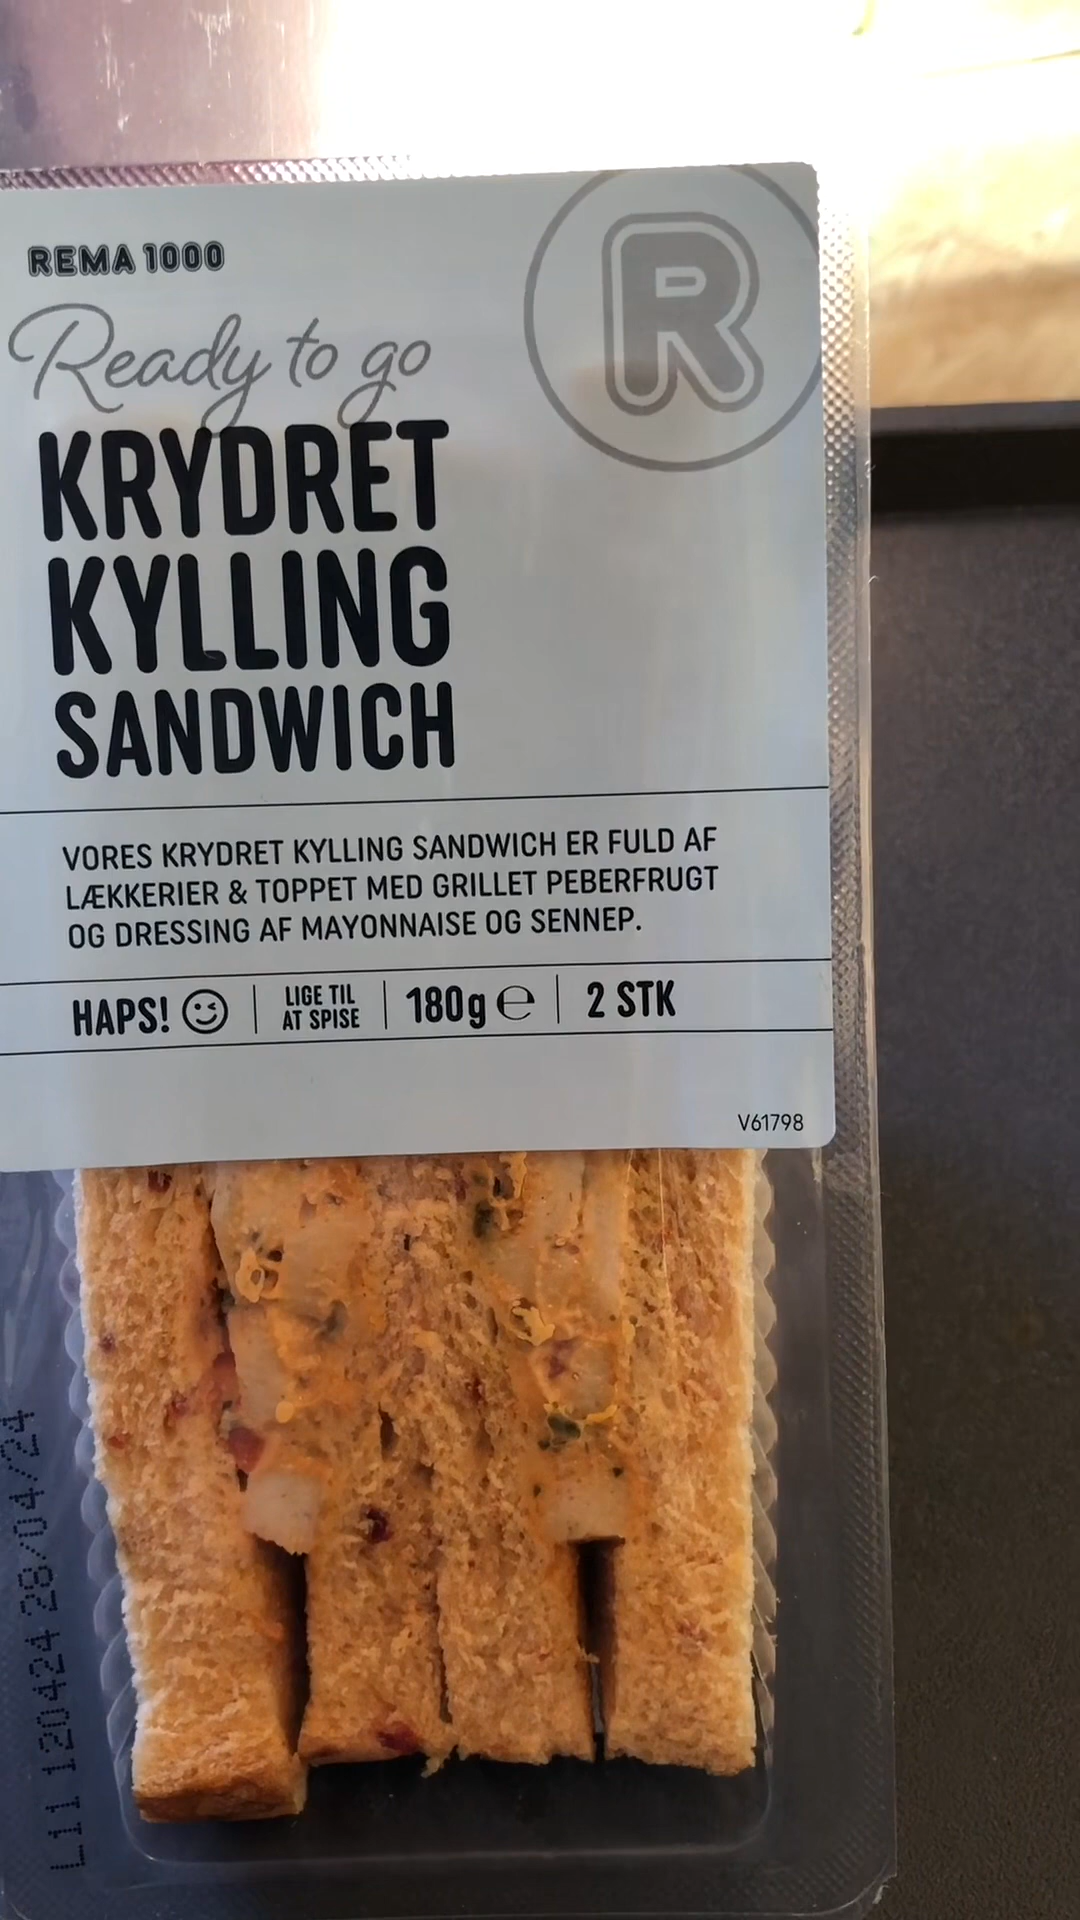 REMA 1000
R
Ready to go
KRYDRET
KYLLING
SANDWICH
VORES KRYDRET KYLLING SANDWICH ER FULD AF
LÆKKERIER & TOPPET MED GRILLET PEBERFRUGT
OG DRESSING AF MAYONNAISE OG SENNEP.
HAPS! LIGE TIL AT SPISE 180g e 2 STK
V61798
L11 120424 28/04/24